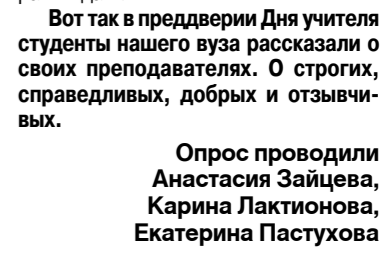 Вот так в преддверии Дня учителя
студенты нашего вуза рассказали о
своих преподавателях. О строгих,
справедливых, добрых и отзывчи-
вых.
Опрос проводили
Анастасия Зайцева,
Карина Лактионова,
Екатерина Пастухова